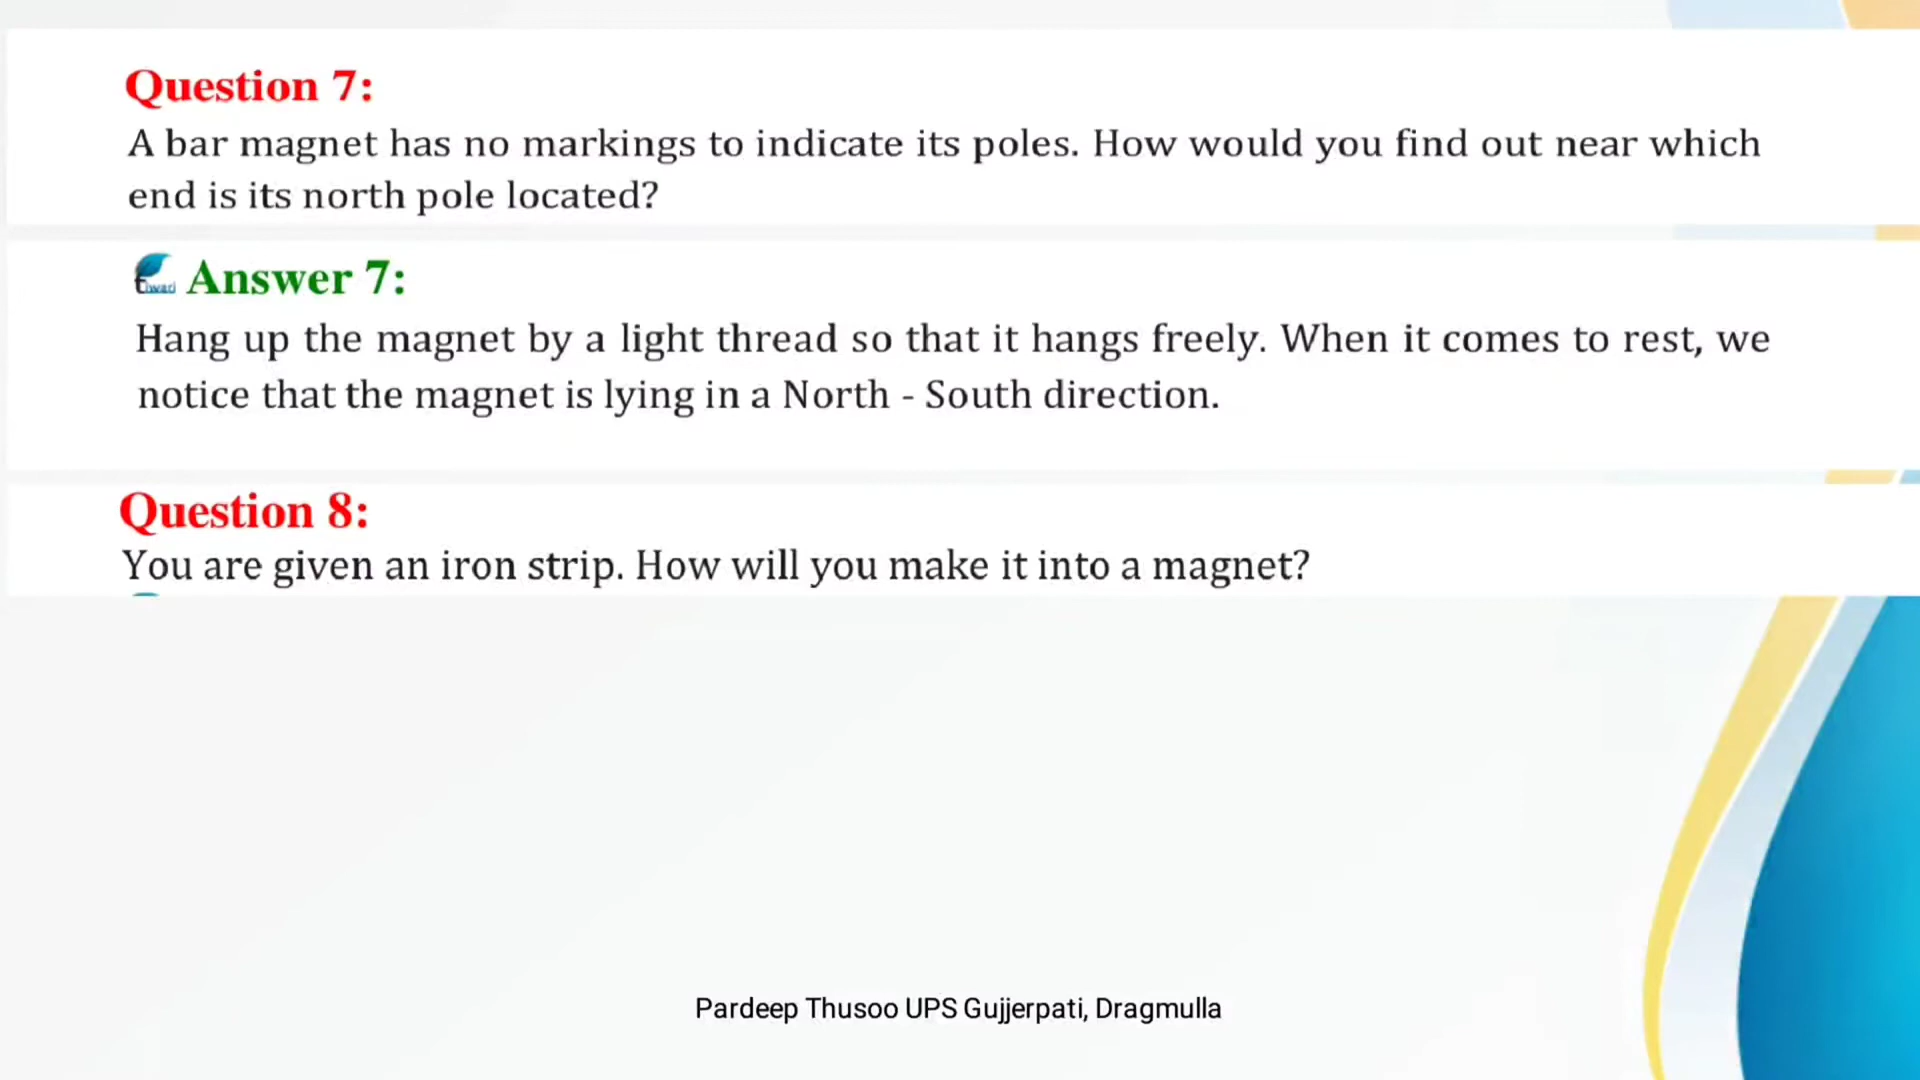 Question 7:
A bar magnet has no markings to indicate its poles. How would you find out near which
end is its north pole located?
Answer 7:
Hang up the magnet by a light thread so that it hangs freely. When it comes to rest, we
notice that the magnet is lying in a North - South direction.
Question 8:
You are given an iron strip. How will you make it into a magnet?
Pardeep Thusoo UPS Gujjerpati, Dragmulla